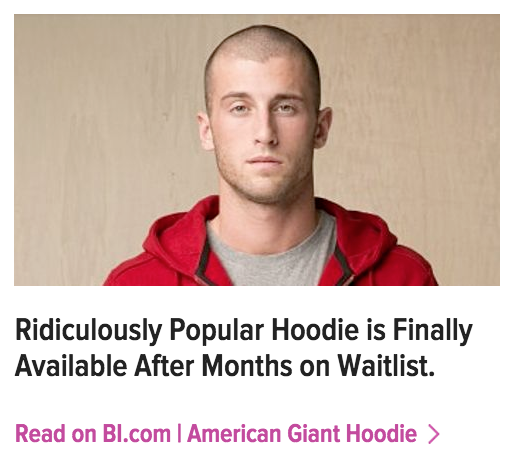 Ridiculously Popular Hoodie is Finally
Available After Months on Waitlist.
Read on BI.com | American Giant Hoodie >